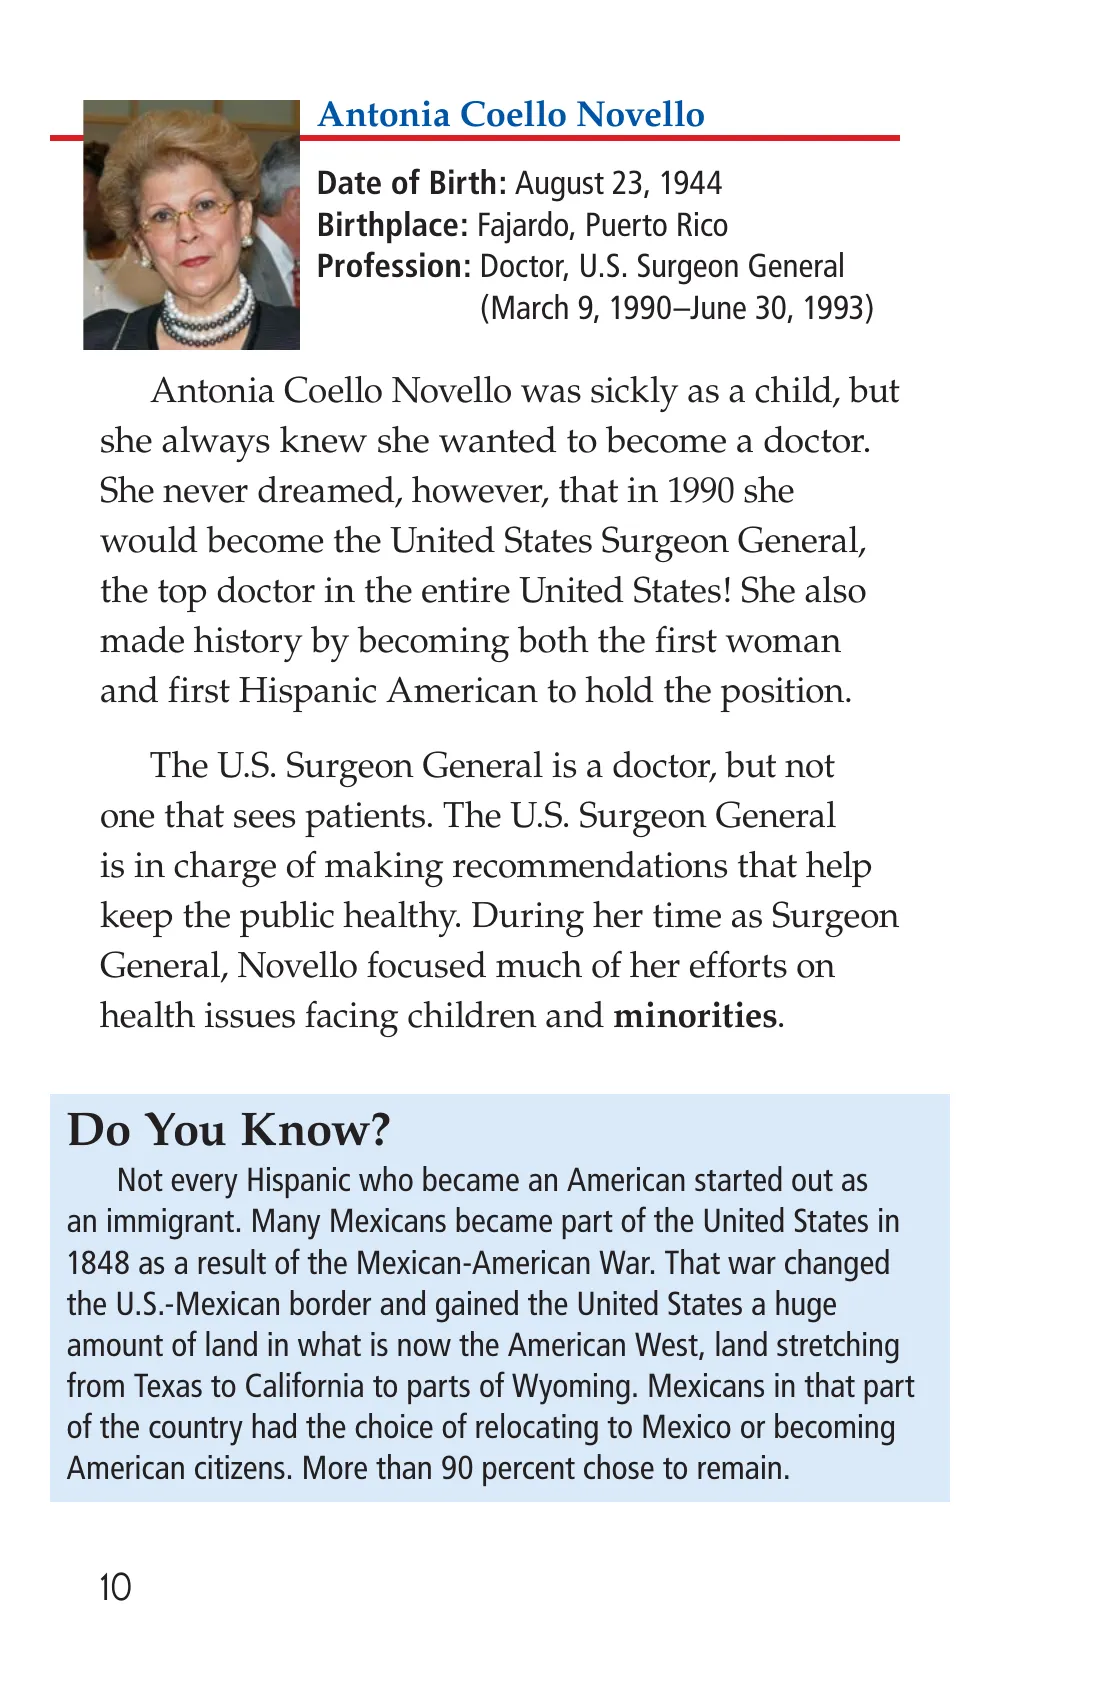 Antonia Coello Novello
Date of Birth: August 23, 1944
Birthplace: Fajardo, Puerto Rico
Profession: Doctor, U.S. Surgeon General
(March 9, 1990–June 30, 1993)
Antonia Coello Novello was sickly as a child, but
she always knew she wanted to become a doctor.
She never dreamed, however, that in 1990 she
would become the United States Surgeon General,
the top doctor in the entire United States! She also
made history by becoming both the first woman
and first Hispanic American to hold the position.
The U.S. Surgeon General is a doctor, but not
one that sees patients. The U.S. Surgeon General
is in charge of making recommendations that help
keep the public healthy. During her time as Surgeon
General, Novello focused much of her efforts on
health issues facing children and minorities.
Do You Know?
Not every Hispanic who became an American started out as
an immigrant. Many Mexicans became part of the United States in
1848 as a result of the Mexican-American War. That war changed
the U.S.-Mexican border and gained the United States a huge
amount of land in what is now the American West, land stretching
from Texas to California to parts of Wyoming. Mexicans in that part
of the country had the choice of relocating to Mexico or becoming
American citizens. More than 90 percent chose to remain.
10